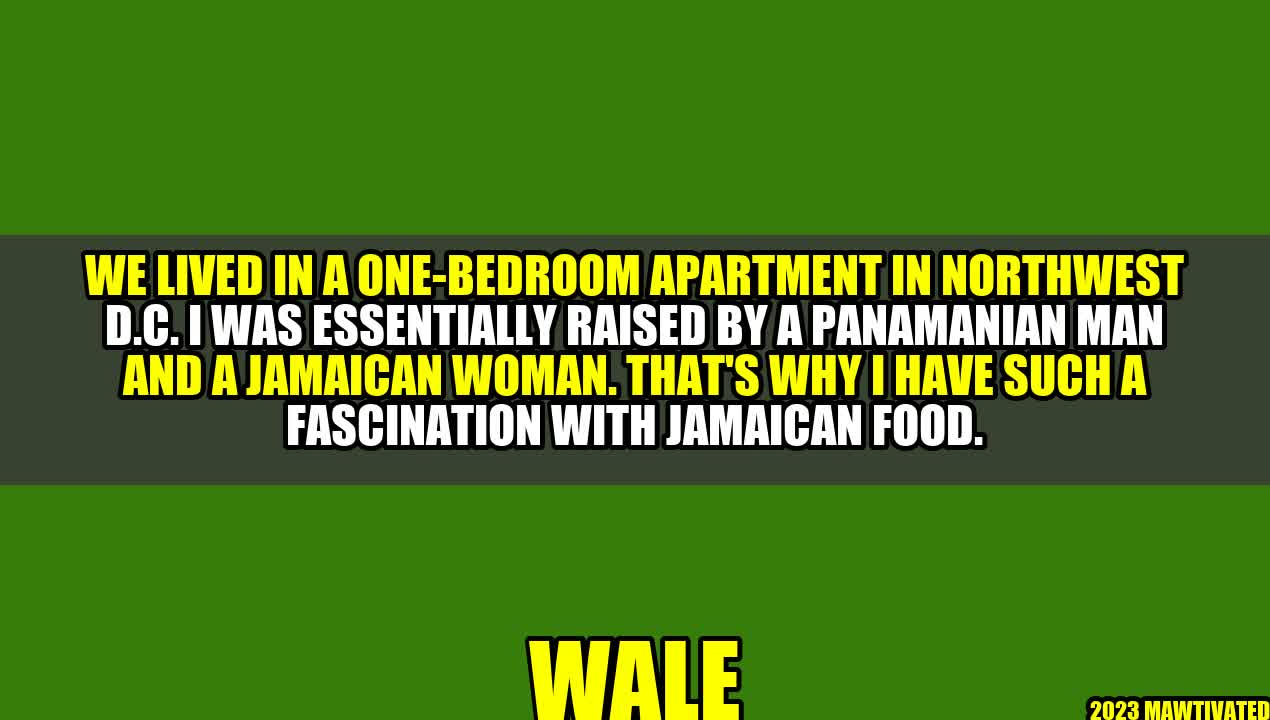 WE LIVED IN A ONE-BEDROOM APARTMENT IN NORTHWEST
D.C. I WAS ESSENTIALLY RAISED BY A PANAMANIAN MAN
AND A JAMAICAN WOMAN. THAT'S WHY I HAVE SUCH A
FASCINATION WITH JAMAICAN FOOD.
WALE
2023 MAWTIVATED